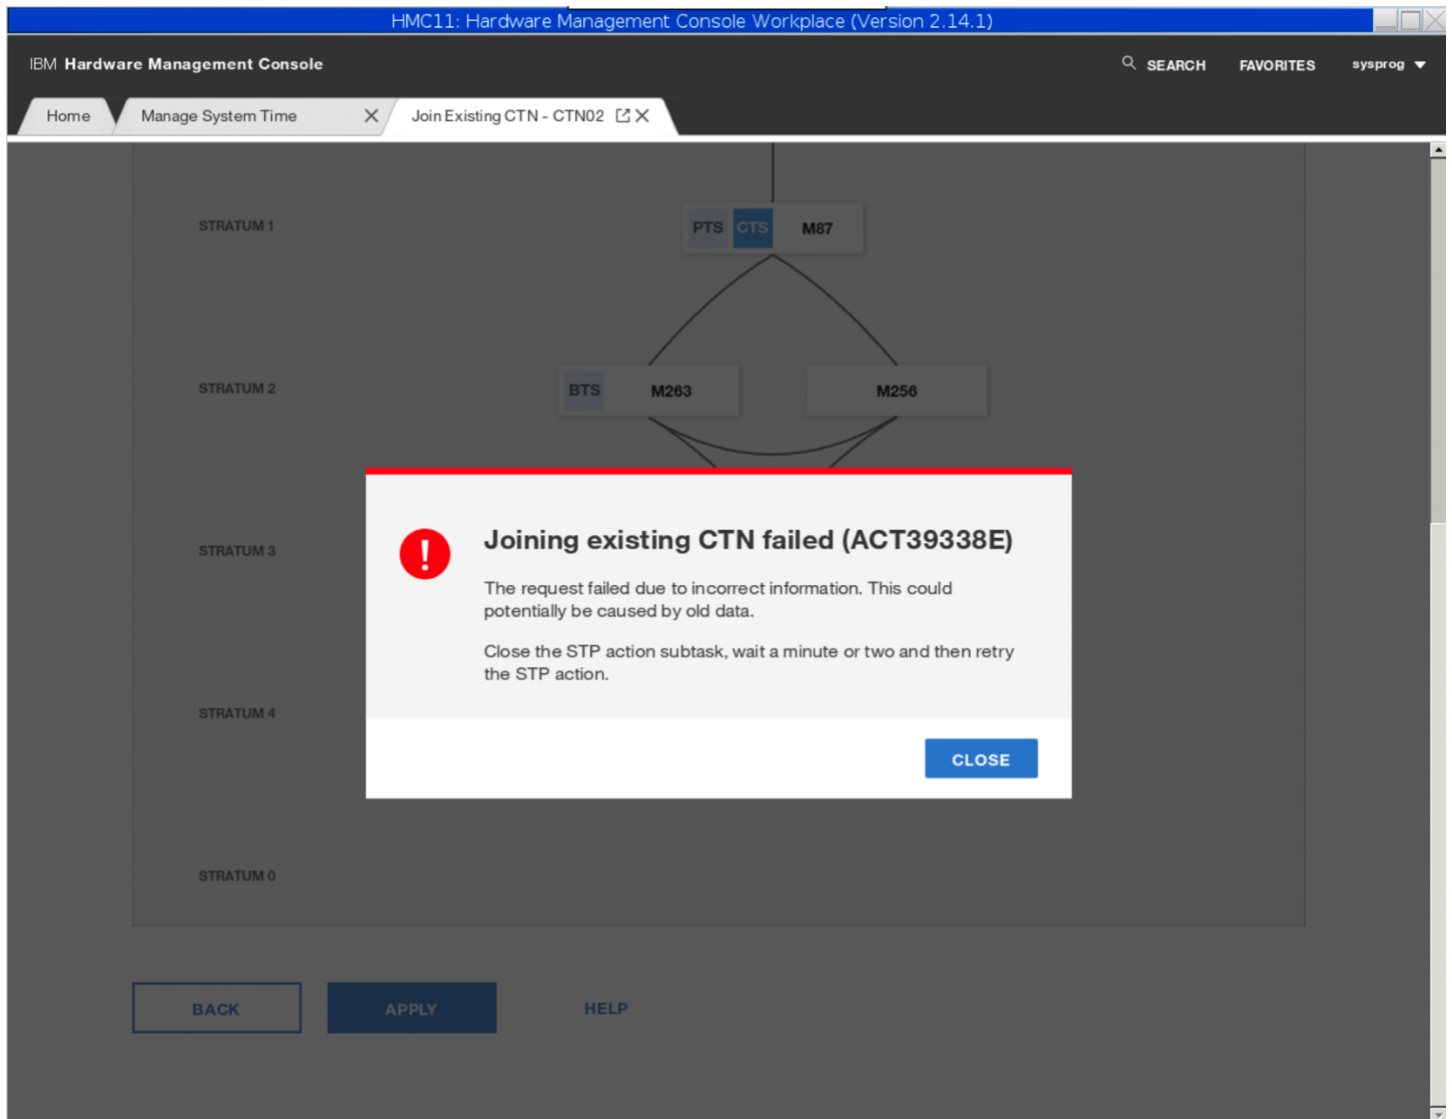 HMC11: Hardware Management Console Workplace (Version 2.14.1)
IBM Hardware Management Console
SEARCH FAVORITES sysprog
Home Manage System Time Join Existing CTN - CTN02
STRATUM 1
PTS CTS M87
STRATUM 2
BTS M263 M256
STRATUM 3
Joining existing CTN failed (ACT39338E)
The request failed due to incorrect information. This could
potentially be caused by old data.
Close the STP action subtask, wait a minute or two and then retry
the STP action.
STRATUM 4
CLOSE
STRATUM 0
BACK APPLY HELP